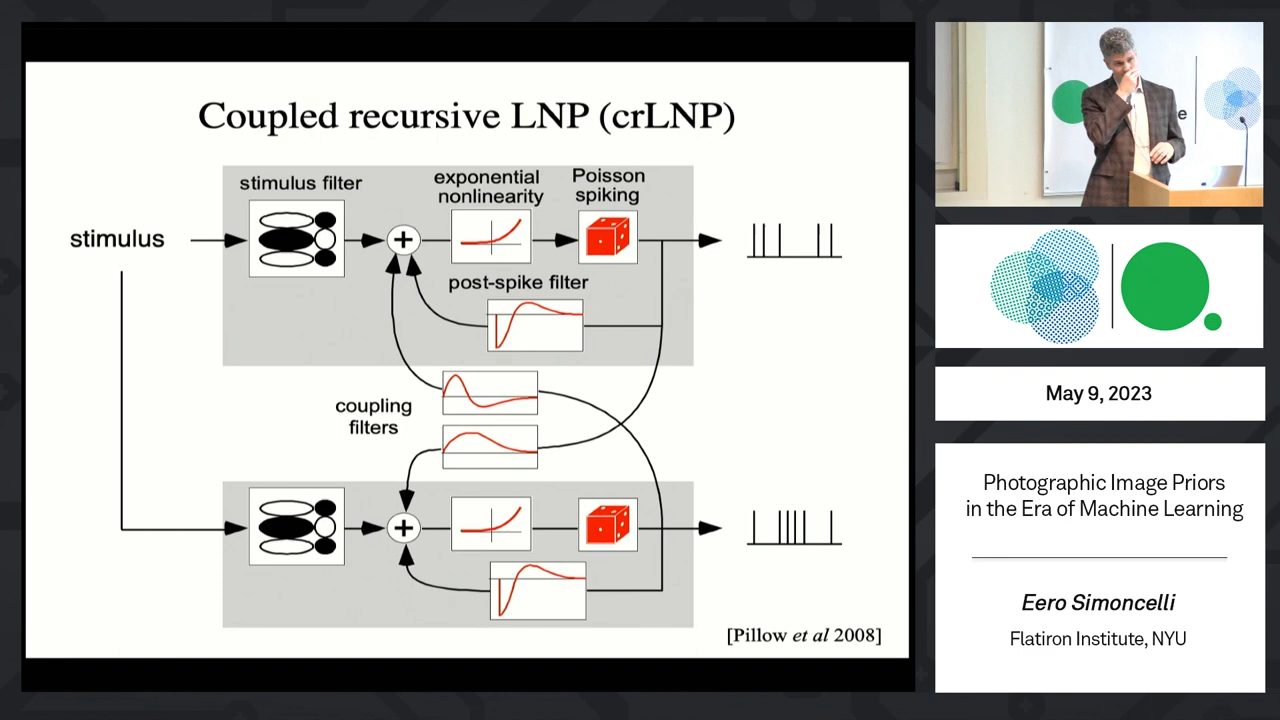 Coupled recursive LNP (crLNP)
stimulus filter
exponential
nonlinearity
Poisson
spiking
stimulus
post-spike filter
coupling
filters
[Pillow et al 2008]
e
May 9, 2023
Photographic Image Priors
in the Era of Machine Learning
Eero Simoncelli
Flatiron Institute, NYU